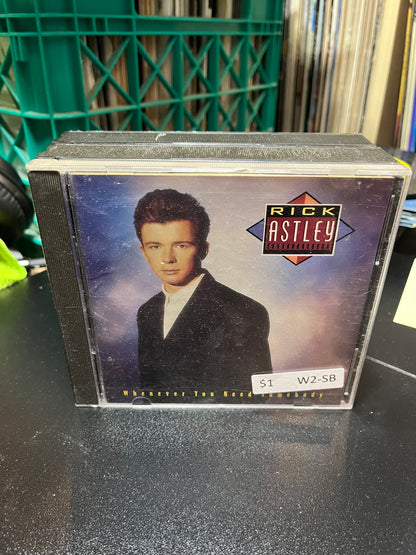 RICK
ASTLEY
$1 W2-SB
Whenever You Need Somebody